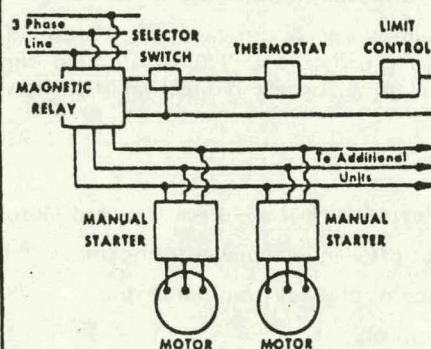 3 Phase
Line
SELECTOR
SWITCH
THERMOSTAT
LIMIT
CONTROL
MAGNETIC
RELAY
To Additional
Units
MANUAL
STARTER
MANUAL
STARTER
MOTOR
MOTOR